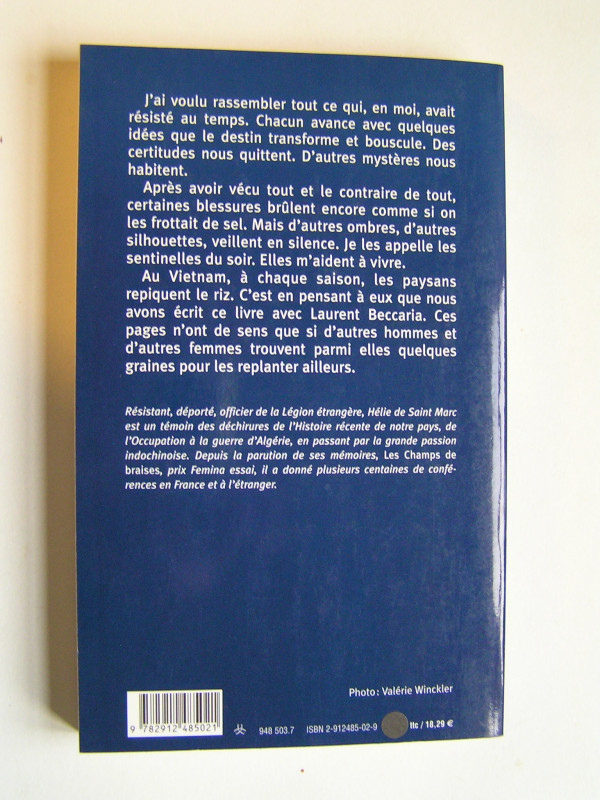 J'ai voulu rassembler tout ce qui, en moi, avait
résisté au temps. Chacun avance avec quelques
idées que le destin transforme et bouscule. Des
certitudes nous quittent. D'autres mystères nous
habitent.
Après avoir vécu tout et le contraire de tout,
certaines blessures brûlent encore comme si on
les frottait de sel. Mais d'autres ombres, d'autres
silhouettes, veillent en silence. Je les appelle les
sentinelles du soir. Elles m'aident à vivre.
Au Vietnam, à chaque saison, les paysans
repiquent le riz. C'est en pensant à eux que nous
avons écrit ce livre avec Laurent Beccaria. Ces
pages n'ont de sens que si d'autres hommes et
d'autres femmes trouvent parmi elles quelques
graines pour les replanter ailleurs.
Résistant, déporté, officier de la Légion étrangère, Hélie de Saint Marc
est un témoin des déchirures de l'Histoire récente de notre pays, de
l'Occupation à la guerre d'Algérie, en passant par la grande passion
indochinoise. Depuis la parution de ses mémoires, Les Champs de
braises, prix Femina essai, il a donné plusieurs centaines de confé-
rences en France et à l'étranger.
Photo : Valérie Winckler
9 782912 485021
948 503.7 ISBN 2-912485-02-9 ttc / 18,29 €